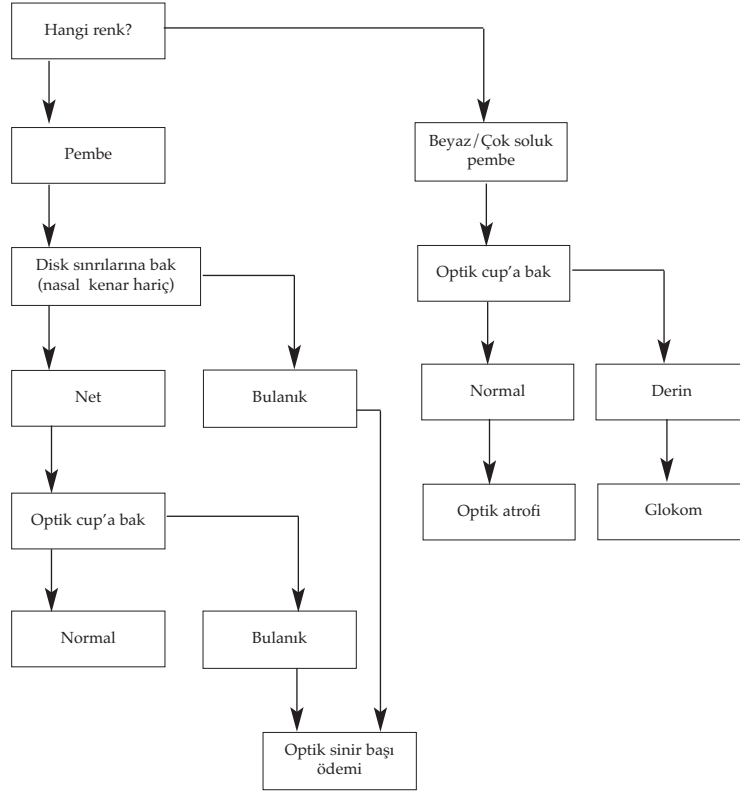 Hangi renk?
Pembe
Beyaz/Çok soluk
pembe
Disk sınrılarına bak
(nasal kenar hariç)
Optik cup'a bak
Net
Bulanık
Normal
Derin
Optik cup'a bak
Optik atrofi
Glokom
Normal
Bulanık
Optik sinir başı
ödemi